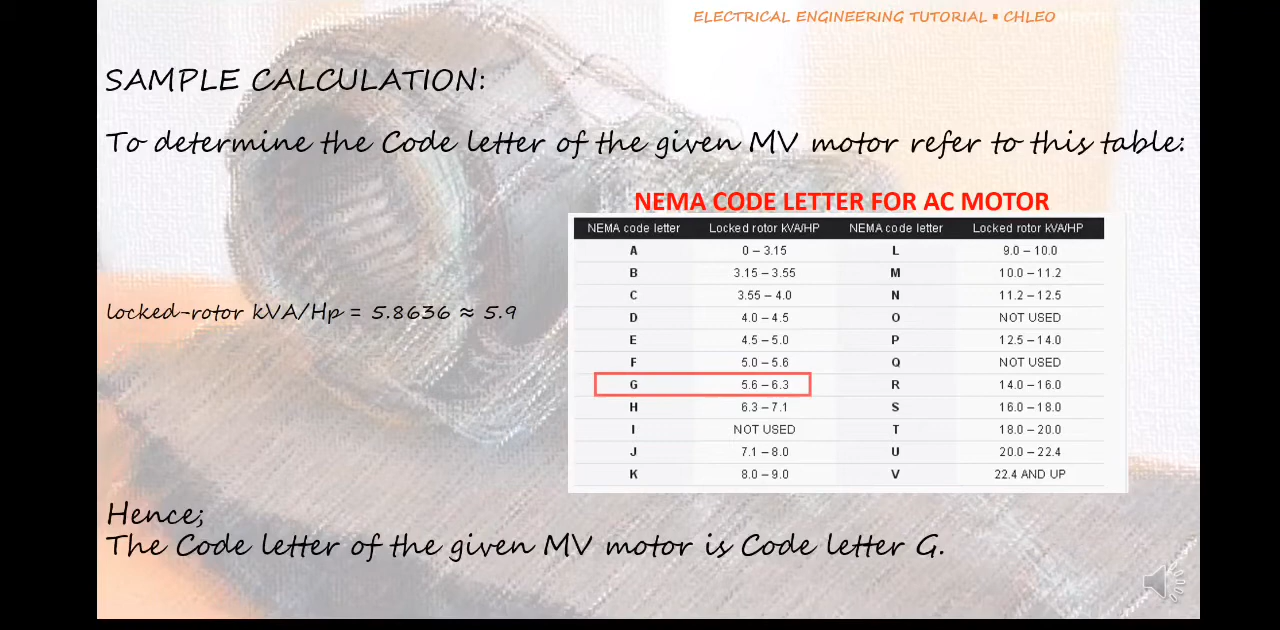 ELECTRICAL ENGINEERING TUTORIAL ▪ CHLEO
SAMPLE CALCULATION:
To determine the Code letter of the given MV motor refer to this table:
NEMA CODE LETTER FOR AC MOTOR
NEMA code letter Locked rotor kVA/HP NEMA code letter Locked rotor kVA/HP
A 0 – 3.15 L 9.0 – 10.0
B 3.15 – 3.55 M 10.0 – 11.2
C 3.55 – 4.0 N 11.2 – 12.5
locked-rotor kVA/Hp = 5.8636 ≈ 5.9
D 4.0 – 4.5 O NOT USED
E 4.5 – 5.0 P 12.5 – 14.0
F 5.0 – 5.6 Q NOT USED
G 5.6 – 6.3 R 14.0 – 16.0
H 6.3 – 7.1 S 16.0 – 18.0
I NOT USED T 18.0 – 20.0
J 7.1 – 8.0 U 20.0 – 22.4
K 8.0 – 9.0 V 22.4 AND UP
Hence;
The Code letter of the given MV motor is Code letter G.